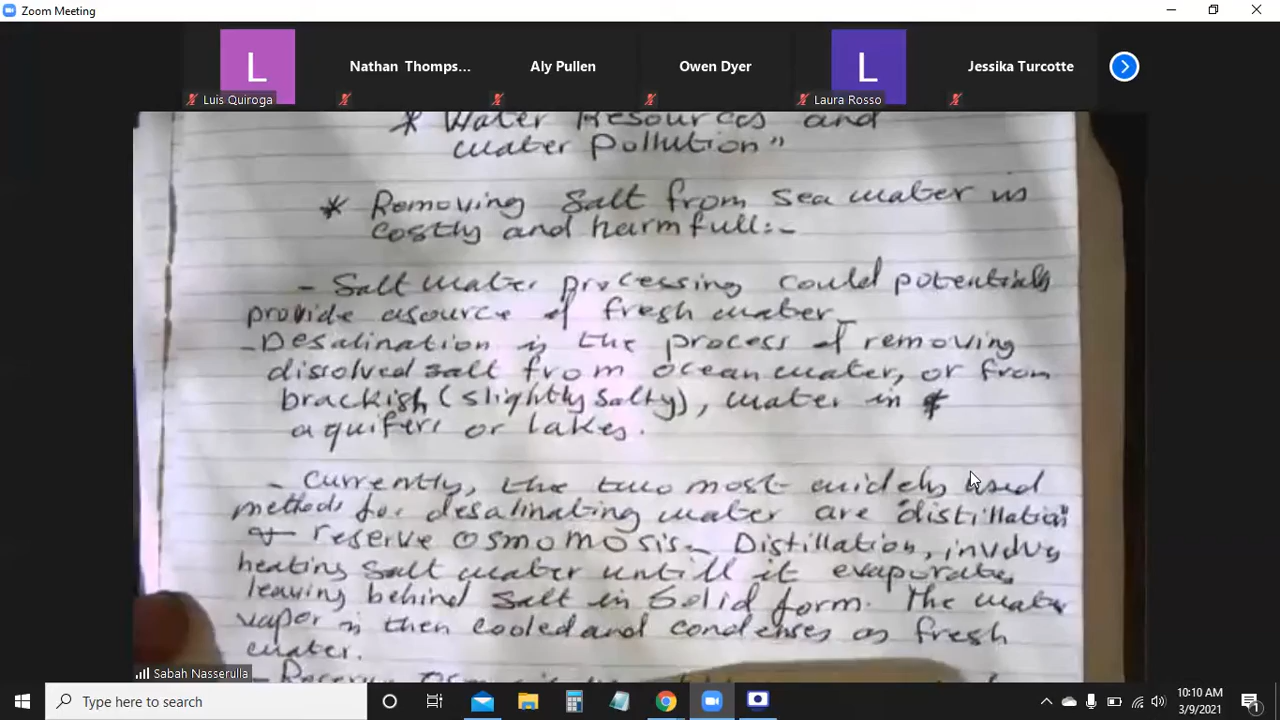 Zoom Meeting
L
Luis Quiroga
Nathan Thomps...
Aly Pullen
Owen Dyer
L
Laura Rosso
Jessika Turcotte
* Water Resources and
water Pollution"
* Removing Salt from sea water is
costly and harmfull:-
- Salt water processing could potentially
provide a source of fresh water_
-Desalination is the process of removing
dissolved salt from ocean water, or from
brackish (slightly Salty), water in
aquifers or lakes.
- Currently, the two most widely used
methods for desalinating water are distillation
& reserve osmomosis- Distillation, involves
heating Salt water untill it evaporates
leaving behind salt in Solid form. The water
vapor is then cooled and condenses as fresh
water.
Sabah Nasserulla
Type here to search
10:10 AM
3/9/2021
1